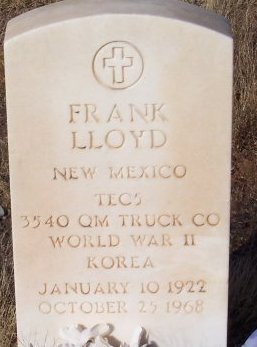 FRANK
LLOYD
NEW MEXICO
TEC5
3540 QM TRUCK CO
WORLD WAR II
KOREA
JANUARY 10 1922
OCTOBER 25 1968